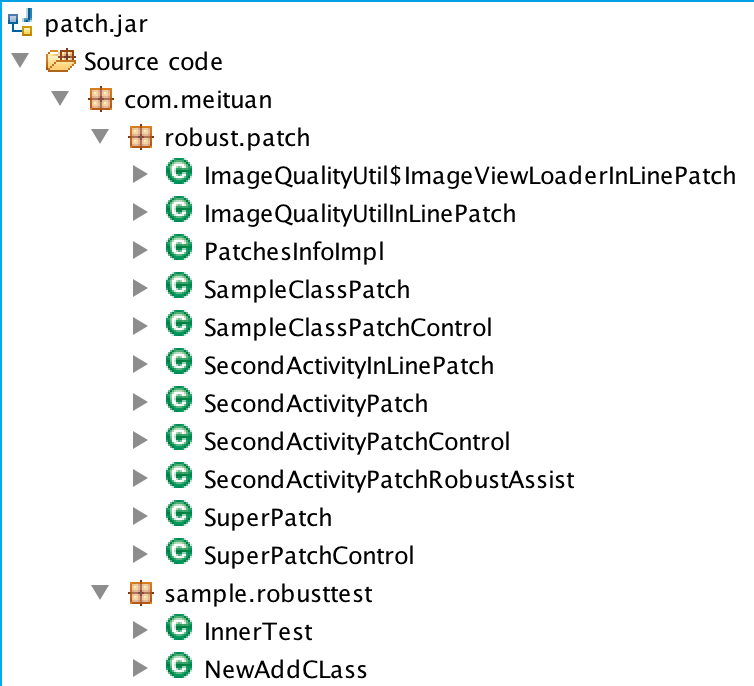 patch.jar
Source code
com.meituan
robust.patch
ImageQualityUtil$ImageViewLoaderInLinePatch
ImageQualityUtilInLinePatch
PatchesInfoImpl
SampleClassPatch
SampleClassPatchControl
SecondActivityInLinePatch
SecondActivityPatch
SecondActivityPatchControl
SecondActivityPatchRobustAssist
SuperPatch
SuperPatchControl
sample.robusttest
InnerTest
NewAddCLass